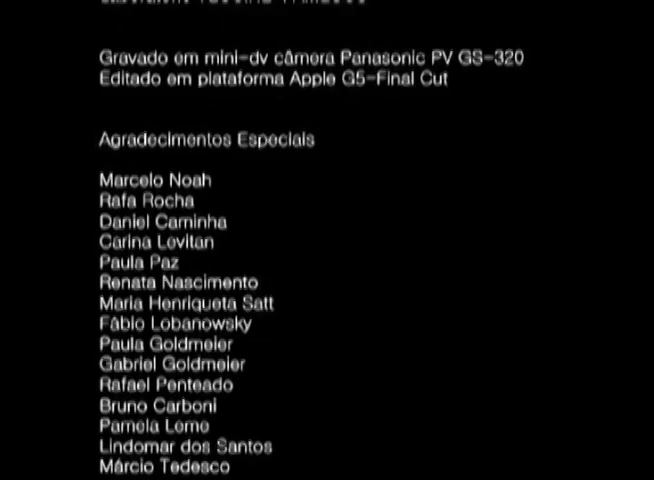 Gravado em mini-dv câmera Panasonic PV GS-320
Editado em plataforma Apple G5-Final Cut
Agradecimentos Especiais
Marcelo Noah
Rafa Rocha
Daniel Caminha
Carina Levitan
Paula Paz
Renata Nascimento
Maria Henriqueta Satt
Fábio Lobanowsky
Paula Goldmeier
Gabriel Goldmeier
Rafael Penteado
Bruno Carboni
Pamela Leme
Lindomar dos Santos
Márcio Tedesco